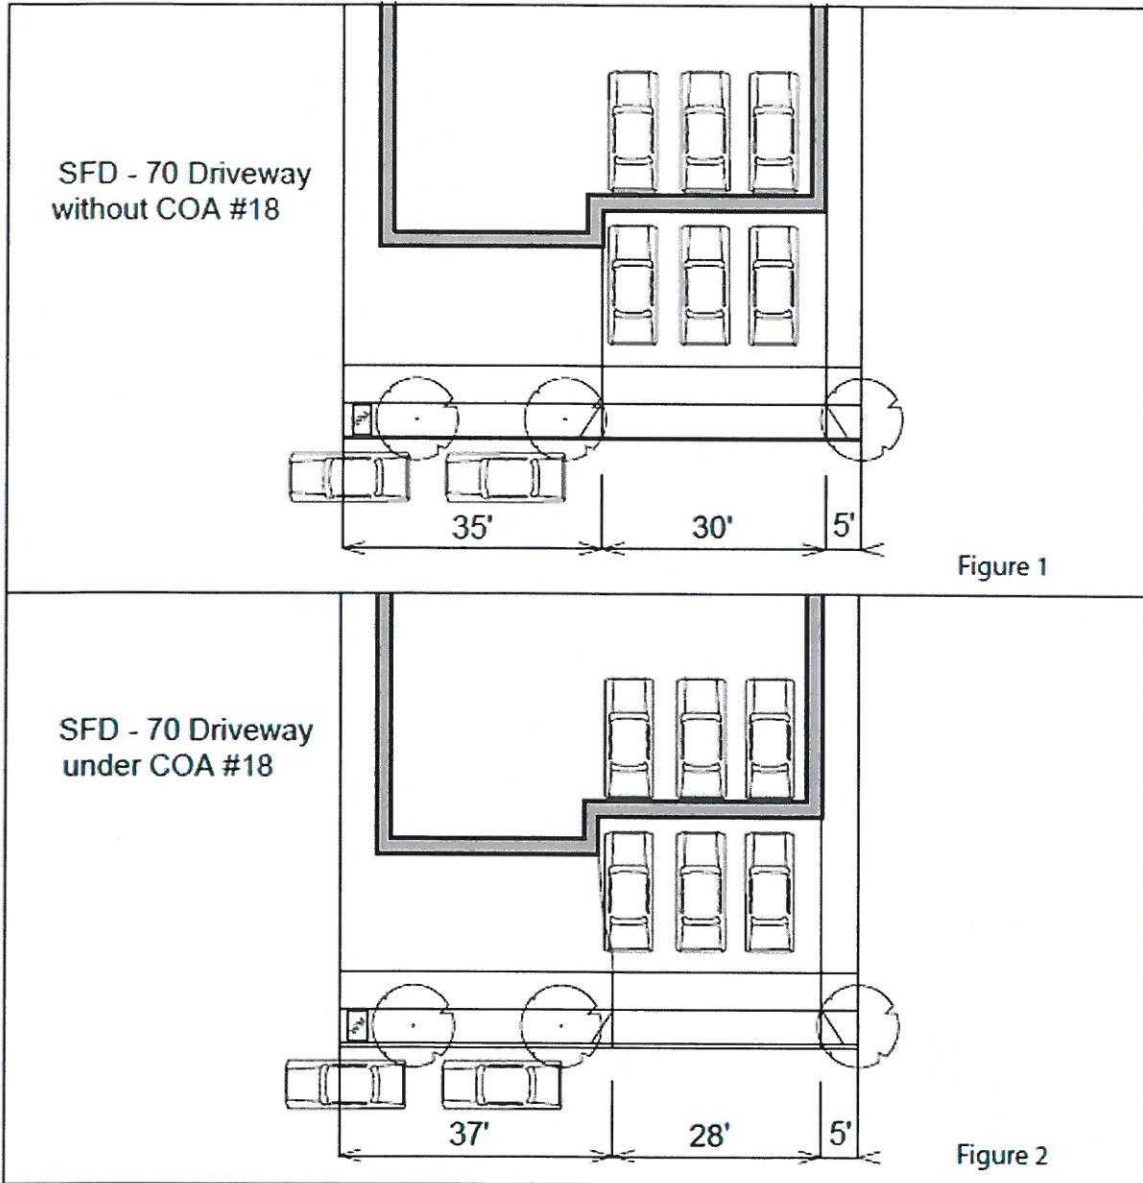 SFD - 70 Driveway
without COA #18
35'
30'
5'
Figure 1
SFD - 70 Driveway
under COA #18
37'
28'
5'
Figure 2